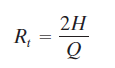 R_t = 2H / Q